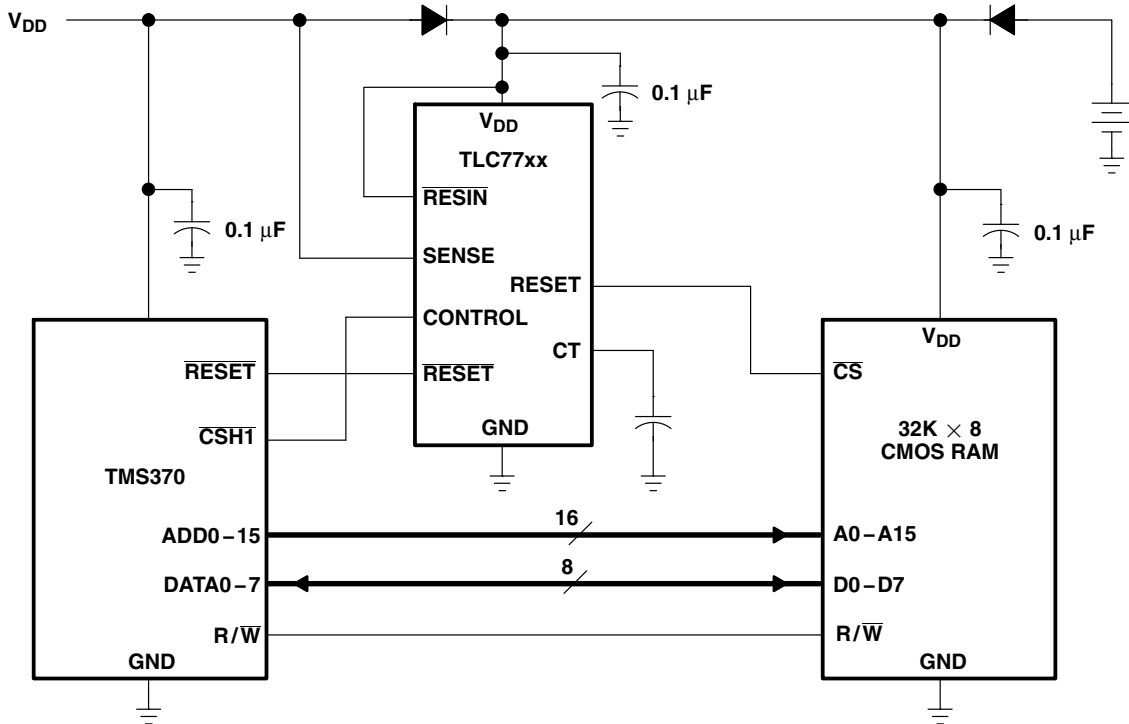 VDD
0.1 µF
VDD
TLC77xx
RESIN
0.1 µF
0.1 µF
SENSE
RESET
CONTROL
VDD
CT
RESET
RESET
CS
CSH1
GND
32K × 8
CMOS RAM
TMS370
16
ADD0–15
A0–A15
8
DATA0–7
D0–D7
R/W
R/W
GND
GND